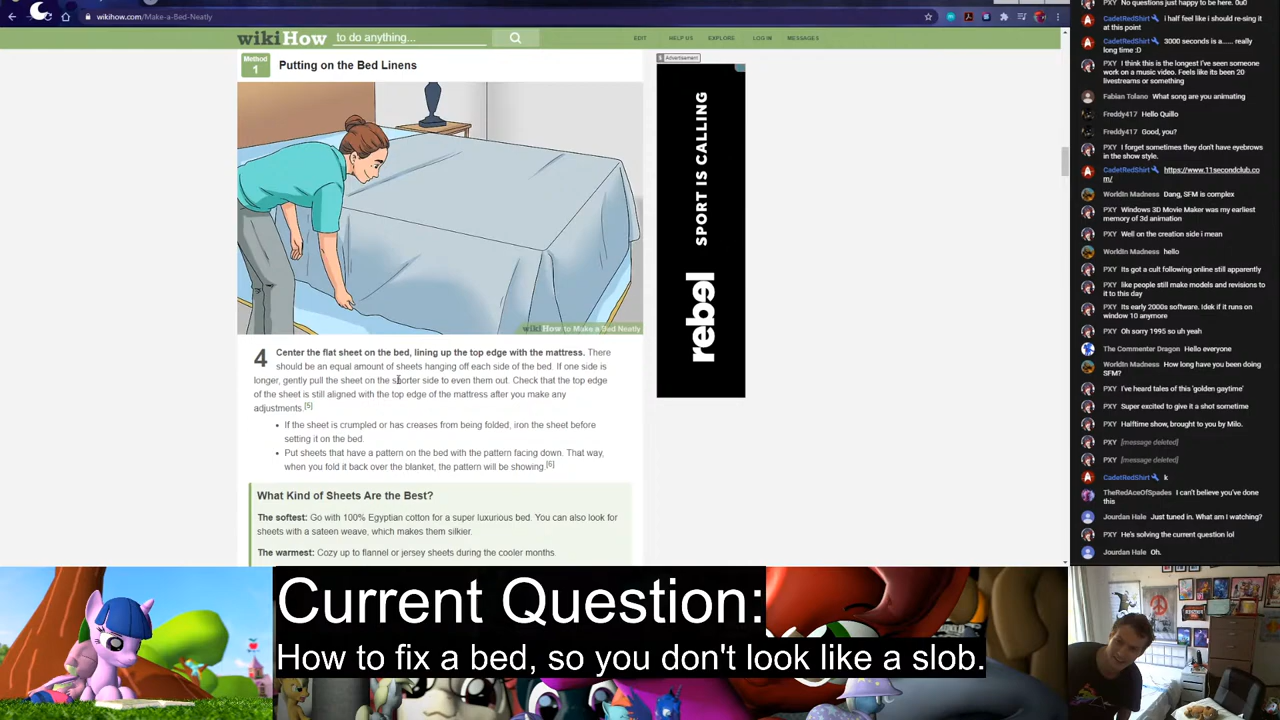 wikihow.com/Make-a-Bed-Neatly
wikiHow
to do anything...
EDIT
HELP US
EXPLORE
LOG IN
MESSAGES
Method
1
Putting on the Bed Linens
Advertisement
SPORT IS CALLING
rebel
wiki How to Make a Bed Neatly
4
Center the flat sheet on the bed, lining up the top edge with the mattress. There
should be an equal amount of sheets hanging off each side of the bed. If one side is
longer, gently pull the sheet on the shorter side to even them out. Check that the top edge
of the sheet is still aligned with the top edge of the mattress after you make any
adjustments.[5]
• If the sheet is crumpled or has creases from being folded, iron the sheet before
setting it on the bed.
• Put sheets that have a pattern on the bed with the pattern facing down. That way,
when you fold it back over the blanket, the pattern will be showing.[6]
What Kind of Sheets Are the Best?
The softest: Go with 100% Egyptian cotton for a super luxurious bed. You can also look for
sheets with a sateen weave, which makes them silkier.
The warmest: Cozy up to flannel or jersey sheets during the cooler months.
PXY No questions just happy to be here. 0u0
CadetRedShirt i half feel like i should re-sing it
at this point
CadetRedShirt 3000 seconds is a...... really
long time :D
PXY I think this is the longest I've seen someone
work on a music video. Feels like its been 20
livestreams or something
Fabian Tolano What song are you animating
Freddy417 Hello Quillo
Freddy417 Good, you?
PXY I forget sometimes they don't have eyebrows
in the show style.
CadetRedShirt https://www.11secondclub.co
m/
WorldIn Madness Dang, SFM is complex
PXY Windows 3D Movie Maker was my earliest
memory of 3d animation
PXY Well on the creation side i mean
WorldIn Madness hello
PXY Its got a cult following online still apparently
PXY like people still make models and revisions to
it to this day
PXY Its early 2000s software. Idek if it runs on
window 10 anymore
PXY Oh sorry 1995 so uh yeah
The Commenter Dragon Hello everyone
WorldIn Madness How long have you been doing
SFM?
PXY I've heard tales of this 'golden gaytime'
PXY Super excited to give it a shot sometime
PXY Halftime show, brought to you by Milo.
PXY [message deleted]
PXY [message deleted]
CadetRedShirt k
TheRedAceOfSpades I can't believe you've done
this
Jourdan Hale Just tuned in. What am I watching?
PXY He's solving the current question lol
Jourdan Hale Oh.
Current Question:
How to fix a bed, so you don't look like a slob.